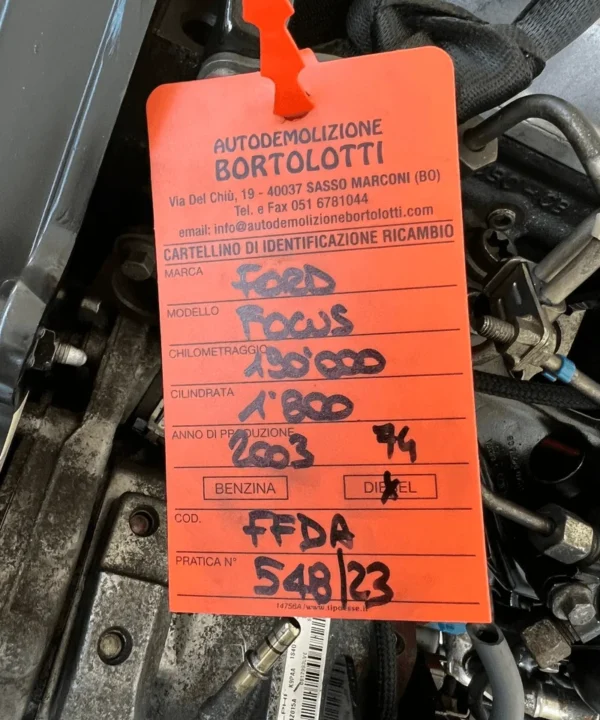 AUTODEMOLIZIONE
BORTOLOTTI
Via Del Chiù, 19 - 40037 SASSO MARCONI (BO)
Tel. e Fax 051 6781044
email: info@autodemolizionebortolotti.com
CARTELLINO DI IDENTIFICAZIONE RICAMBIO
MARCA FORD
MODELLO FOCUS
CHILOMETRAGGIO 190'000
CILINDRATA 1'800
ANNO DI PRODUZIONE 2003 74
BENZINA DIESEL
COD. FFDA
PRATICA N° 548/23